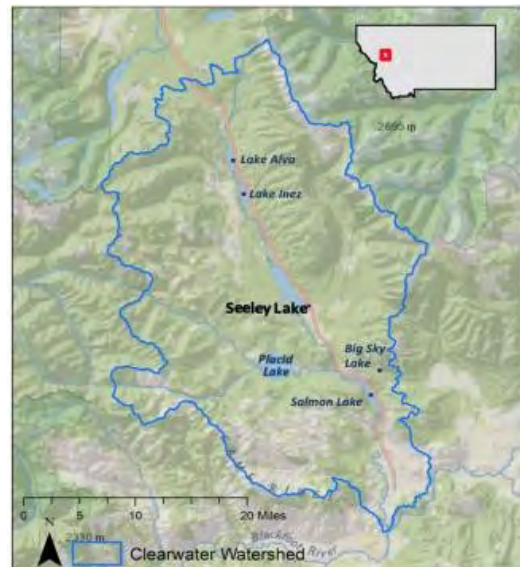 2695 m
Lake Alva
Lake Inez
Seeley Lake
Placid
Lake
Big Sky
Lake
Salmon Lake
0 5 10 20 Miles
N
2330 m
Blackfoot River
Clearwater Watershed